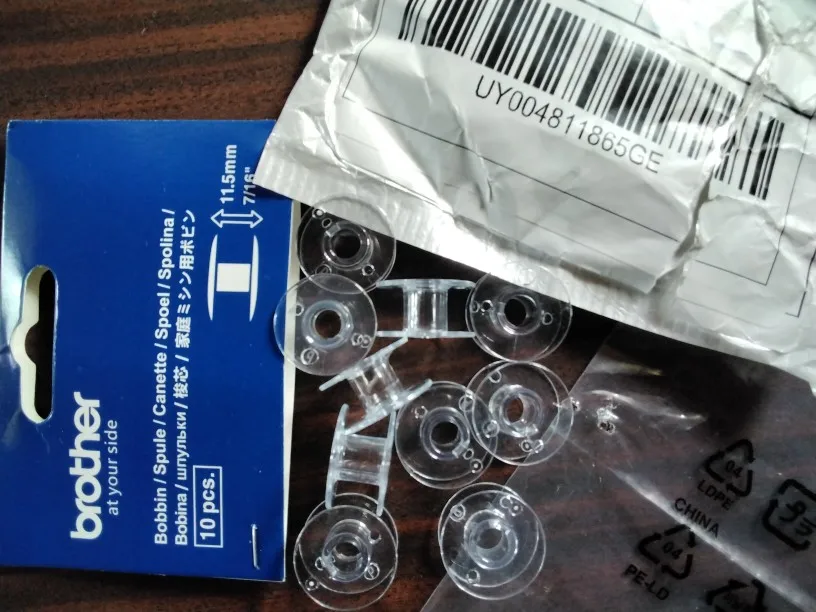 UY004811865GE
11.5mm
7/16"
brother
at your side
Bobbin / Spule / Canette / Spoel / Spolina /
Bobina / шпульки / 梭芯 / 家庭ミシン用ボビン
10 pcs.
04
LDPE
CHINA
04
PE-LD